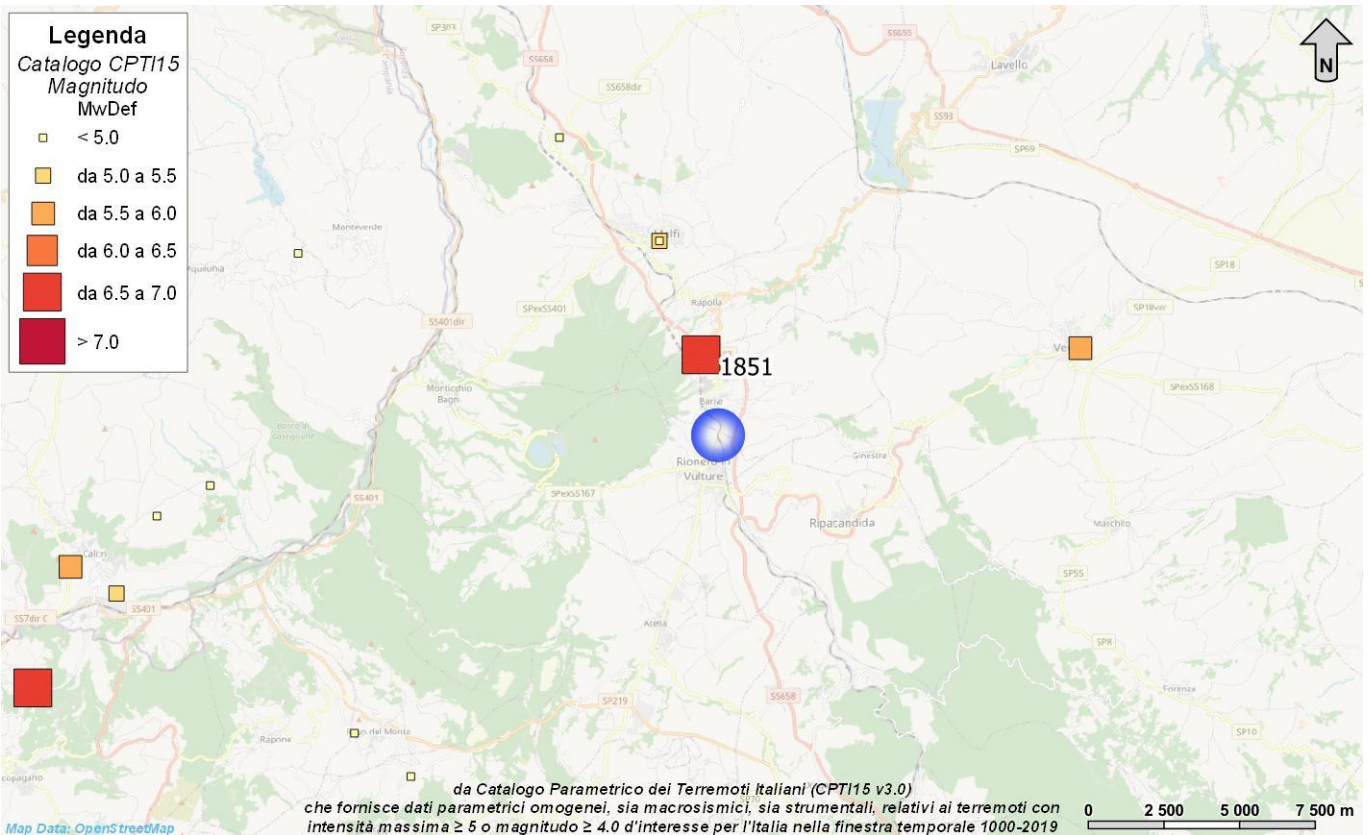 Legenda
Catalogo CPTI15
Magnitudo
MwDef
< 5.0
da 5.0 a 5.5
da 5.5 a 6.0
da 6.0 a 6.5
da 6.5 a 7.0
> 7.0
N
SP303
SS658
SS655
Lavello
SS658dir
SS93
SP69
Monteverde
SP18
SPexSS401
Rapolla
SP18ver
SS401dir
1851
SPexSS168
Monticchio
Bagni
Barile
Rionero in
Vulture
Ginestra
SS401
SPexSS167
Ripacandida
Maschito
Calitri
SP55
SS401
SS7dir C
Atella
SP8
SS658
Forenza
SP219
SP10
Rapone
da Catalogo Parametrico dei Terremoti Italiani (CPTI15 v3.0)
che fornisce dati parametrici omogenei, sia macrosismici, sia strumentali, relativi ai terremoti con
intensità massima ≥ 5 o magnitudo ≥ 4.0 d'interesse per l'Italia nella finestra temporale 1000-2019
0 2 500 5 000 7 500 m
Map Data: OpenStreetMap